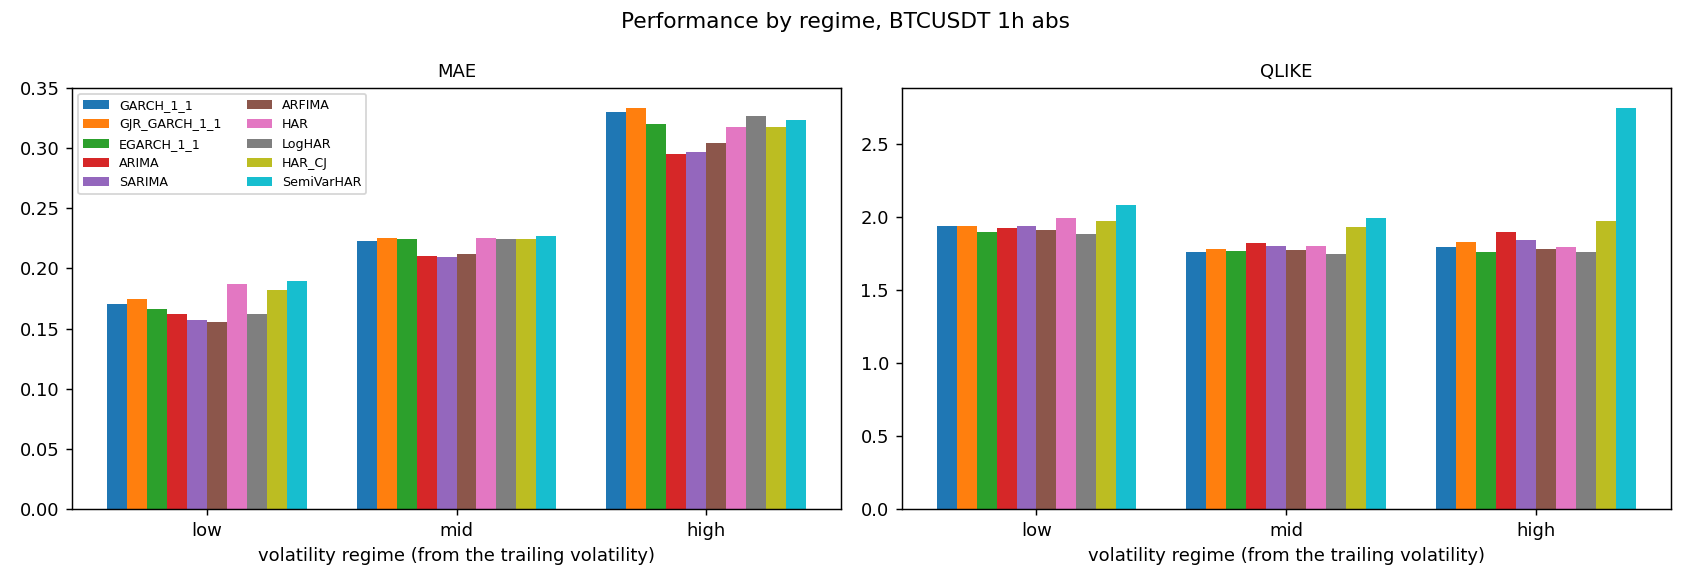 Performance by regime, BTCUSDT 1h abs
MAE
0.35
0.30
0.25
0.20
0.15
0.10
0.05
0.00
GARCH_1_1
GJR_GARCH_1_1
EGARCH_1_1
ARIMA
SARIMA
ARFIMA
HAR
LogHAR
HAR_CJ
SemiVarHAR
low mid high
volatility regime (from the trailing volatility)
QLIKE
2.5
2.0
1.5
1.0
0.5
0.0
low mid high
volatility regime (from the trailing volatility)